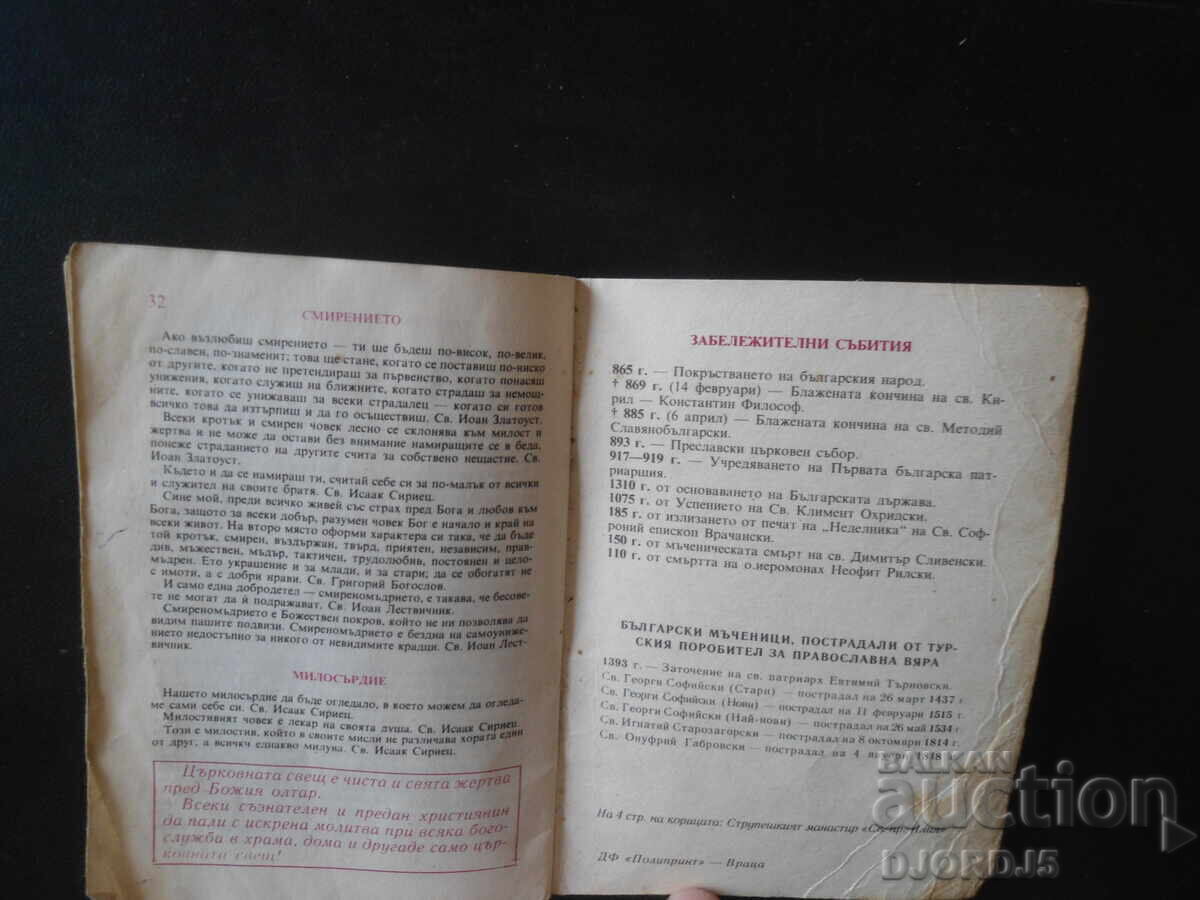 32
СМИРЕНИЕТО
Ако възлюбиш смирението — ти ще бъдеш по-висок, по-велик,
по-славен, по-знаменит; това ще стане, когато се поставиш по-ниско
от другите, когато не претендираш за първенство, когато понасяш
унижения, когато служиш на ближните, когато страдаш за немощ-
ните, когато се унижаваш за всеки страдалец — когато си готов
всичко това да изтърпиш и да го осъществиш. Св. Иоан Златоуст.
Всеки кротък и смирен човек лесно се склонява към милост и
жертва и не може да остави без внимание намиращите се в беда,
понеже страданието на другите счита за собствено нещастие. Св.
Иоан Златоуст.
Където и да се намираш ти, считай себе си за по-малък от всички
и служител на своите братя. Св. Исаак Сириец.
Сине мой, преди всичко живей със страх пред Бога и любов към
Бога, защото за всеки добър, разумен човек Бог е начало и край на
всеки живот. На второ място оформи характера си така, че да бъде
той кротък, смирен, въздържан, твърд, приятен, независим, прав-
див, мъжествен, мъдър, тактичен, трудолюбив, постоянен и цело-
мъдрен. Ето украшение и за млади, и за стари; да се обогатят не
с имоти, а с добри нрави. Св. Григорий Богослов.
И само една добродетел — смиреномъдрието, е такава, че бесове-
те не могат да ѝ подражават. Св. Иоан Лествичник.
Смиреномъдрието е Божествен покров, който не ни позволява да
видим нашите подвизи. Смиреномъдрието е бездна на самоуниже-
нието недостъпно за никого от невидимите крадци. Св. Иоан Лест-
вичник.
МИЛОСЪРДИЕ
Нашето милосърдие да бъде огледало, в което можем да огледа-
ме сами себе си. Св. Исаак Сириец.
Милостивият човек е лекар на своята душа. Св. Исаак Сириец.
Този е милостив, който в своите мисли не различава хората един
от друг, а всички еднакво милува. Св. Исаак Сириец.
Църковната свещ е чиста и свята жертва
пред Божия олтар.
Всеки съзнателен и предан християнин
да пали с искрена молитва при всяка бого-
служба в храма, дома и другаде само цър-
ковната свещ!
ЗАБЕЛЕЖИТЕЛНИ СЪБИТИЯ
865 г. — Покръстването на българския народ.
† 869 г. (14 февруари) — Блажената кончина на св. Ки-
рил — Константин Философ.
† 885 г. (6 април) — Блажената кончина на св. Методий
Славянобългарски.
893 г. — Преславски църковен събор.
917—919 г. — Учредяването на Първата българска пат-
риаршия.
1310 г. от основаването на Българската държава.
1075 г. от Успението на Св. Климент Охридски.
185 г. от излизането от печат на „Неделника" на Св. Соф-
роний епископ Врачански.
150 г. от мъченическата смърт на св. Димитър Сливенски.
110 г. от смъртта на о.иеромонах Неофит Рилски.
БЪЛГАРСКИ МЪЧЕНИЦИ, ПОСТРАДАЛИ ОТ ТУР-
СКИЯ ПОРОБИТЕЛ ЗА ПРАВОСЛАВНА ВЯРА
1393 г. — Заточение на св. патриарх Евтимий Търновски.
Св. Георги Софийски (Стари) — пострадал на 26 март 1437 г.
Св. Георги Софийски (Нови) — пострадал на 11 февруари 1515 г.
Св. Георги Софийски (Най-нови) — пострадал на 26 май 1534 г.
Св. Игнатий Старозагорски — пострадал на 8 октомври 1814 г.
Св. Онуфрий Габровски — пострадал на 4 януари 1818 г.
На 4 стр. на корицата: Струпешкият манастир «Св. пр. Илия»
ДФ «Полипринт» — Враца
BALKAN
auction
DJORDJ5